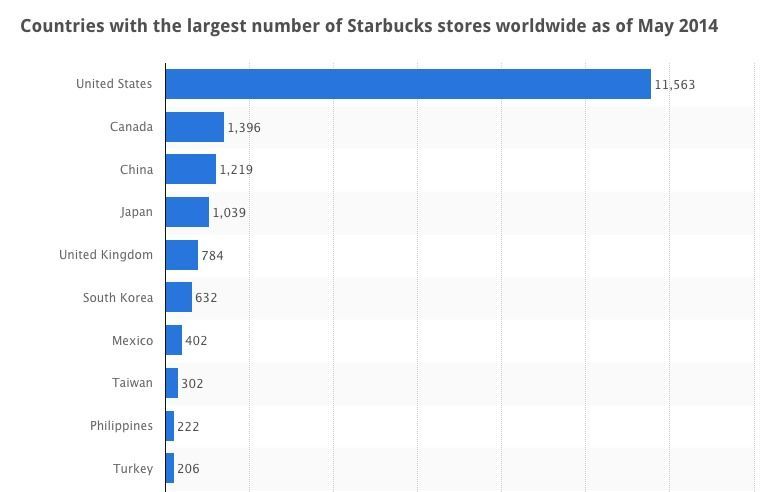 Countries with the largest number of Starbucks stores worldwide as of May 2014
United States 11,563
Canada 1,396
China 1,219
Japan 1,039
United Kingdom 784
South Korea 632
Mexico 402
Taiwan 302
Philippines 222
Turkey 206